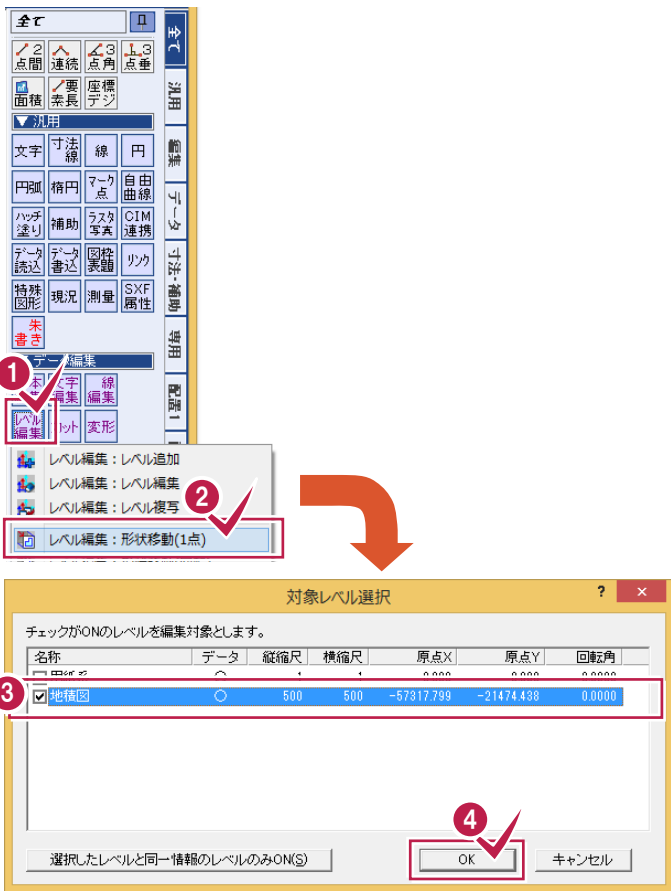 全て
全て
2点間 連続 3点角 3点垂
面積 要素長 座標デジ
汎用
▼汎用
文字 寸法線 線 円
編集
円弧 楕円 マーク点 自由曲線
データ
ハッチ塗り 補助 ラスタ写真 CIM連携
データ読込 データ書込 図枠表題 リンク
寸法・補助
特殊図形 現況 測量 SXF属性
朱書き
専用
データ編集
1
文字編集 線編集
配置1
レベル編集 カット 変形
レベル編集：レベル追加
レベル編集：レベル編集
2
レベル編集：レベル複写
レベル編集：形状移動(1点)
対象レベル選択
? ×
チェックがONのレベルを編集対象とします。
名称 データ 縦縮尺 横縮尺 原点X 原点Y 回転角
3
地積図 ○ 500 500 -57317.799 -21474.438 0.0000
4
選択したレベルと同一情報のレベルのみON(S) OK キャンセル